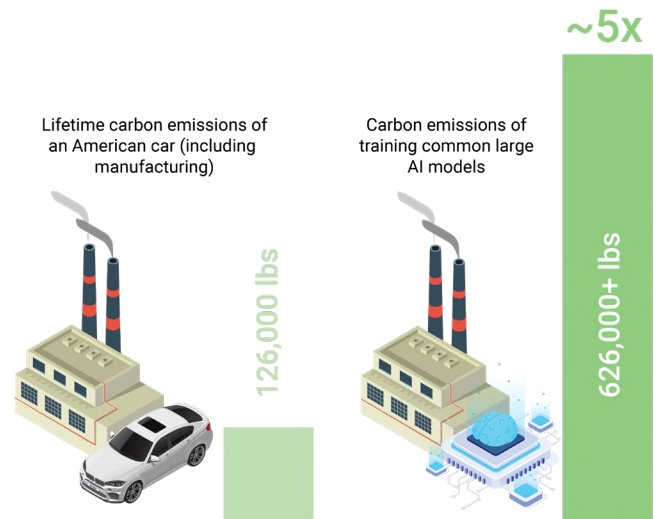 ~5x
Lifetime carbon emissions of
an American car (including
manufacturing)
126,000 lbs
Carbon emissions of
training common large
AI models
626,000+ lbs